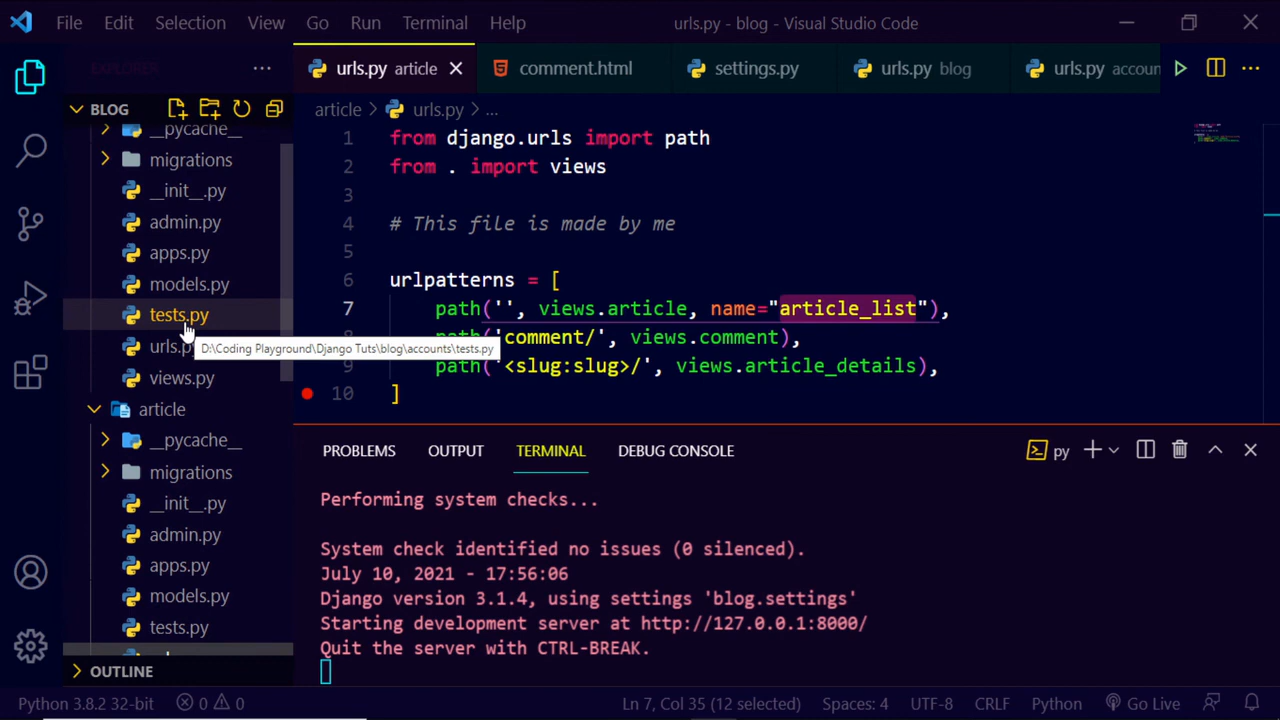 File Edit Selection View Go Run Terminal Help urls.py - blog - Visual Studio Code
EXPLORER
urls.py article comment.html settings.py urls.py blog urls.py accoun
BLOG
article > urls.py > ...
__pycache__
migrations
__init__.py
admin.py
apps.py
models.py
tests.py
urls.p
D:\Coding Playground\Django Tuts\blog\accounts\tests.py
views.py
article
__pycache__
migrations
__init__.py
admin.py
apps.py
models.py
tests.py
OUTLINE
1 from django.urls import path
2 from . import views
3
4 # This file is made by me
5
6 urlpatterns = [
7 path('', views.article, name="article_list"),
path('comment/', views.comment),
9 path('<slug:slug>/', views.article_details),
10 ]
PROBLEMS OUTPUT TERMINAL DEBUG CONSOLE
py
Performing system checks...
System check identified no issues (0 silenced).
July 10, 2021 - 17:56:06
Django version 3.1.4, using settings 'blog.settings'
Starting development server at http://127.0.0.1:8000/
Quit the server with CTRL-BREAK.
Python 3.8.2 32-bit 0 0 Ln 7, Col 35 (12 selected) Spaces: 4 UTF-8 CRLF Python Go Live